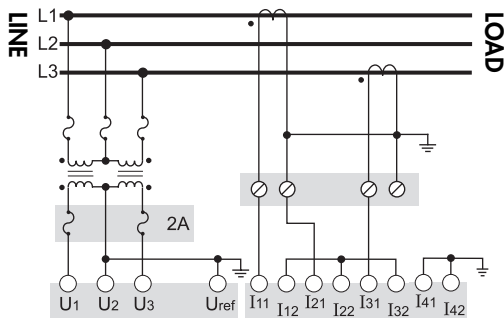 LINE
L1
L2
L3
LOAD
2A
U1 U2 U3 Uref I11 I12 I21 I22 I31 I32 I41 I42